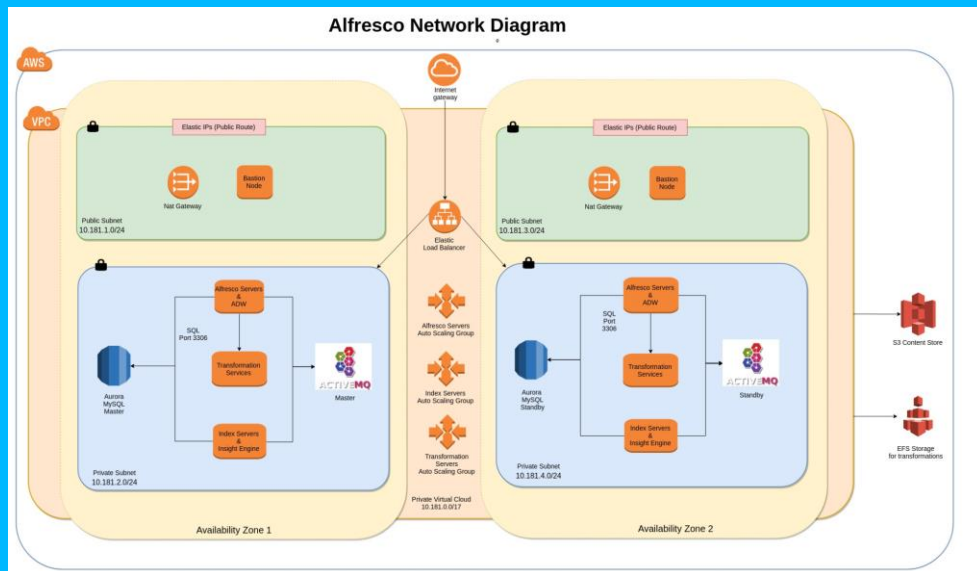 Alfresco Network Diagram
AWS
VPC
Internet
gateway
Elastic IPs (Public Route)
Nat Gateway
Bastion
Node
Public Subnet
10.181.1.0/24
Elastic IPs (Public Route)
Nat Gateway
Bastion
Node
Public Subnet
10.181.3.0/24
Elastic
Load Balancer
Alfresco Servers
&
ADW
SQL
Port 3306
Transformation
Services
Aurora
MySQL
Master
ACTIVEMQ
Master
Index Servers
&
Insight Engine
Private Subnet
10.181.2.0/24
Alfresco Servers
Auto Scaling Group
Index Servers
Auto Scaling Group
Transformation
Servers
Auto Scaling Group
Private Virtual Cloud
10.181.0.0/17
Alfresco Servers &
ADW
SQL
Port
3306
Transformation
Services
Aurora
MySQL
Standby
ACTIVEMQ
Standby
Index Servers
&
Insight Engine
Private Subnet
10.181.4.0/24
S3 Content Store
EFS Storage
for transformations
Availability Zone 1
Availability Zone 2